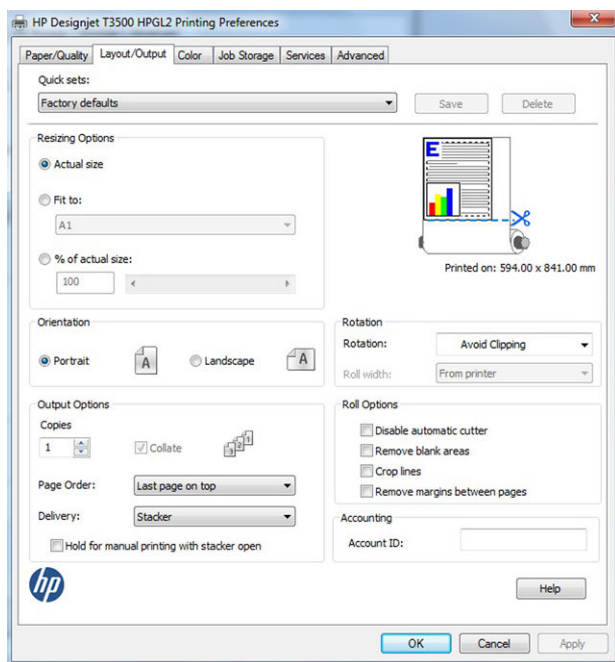 HP Designjet T3500 HPGL2 Printing Preferences
Paper/Quality Layout/Output Color Job Storage Services Advanced
Quick sets:
Factory defaults Save Delete
Resizing Options
Actual size
Fit to:
A1
% of actual size:
100
E
Printed on: 594.00 x 841.00 mm
Orientation
Portrait A Landscape A
Rotation
Rotation: Avoid Clipping
Roll width: From printer
Output Options
Copies
1 Collate 3 2 1
Page Order: Last page on top
Delivery: Stacker
Hold for manual printing with stacker open
Roll Options
Disable automatic cutter
Remove blank areas
Crop lines
Remove margins between pages
Accounting
Account ID:
hp
Help
OK Cancel Apply